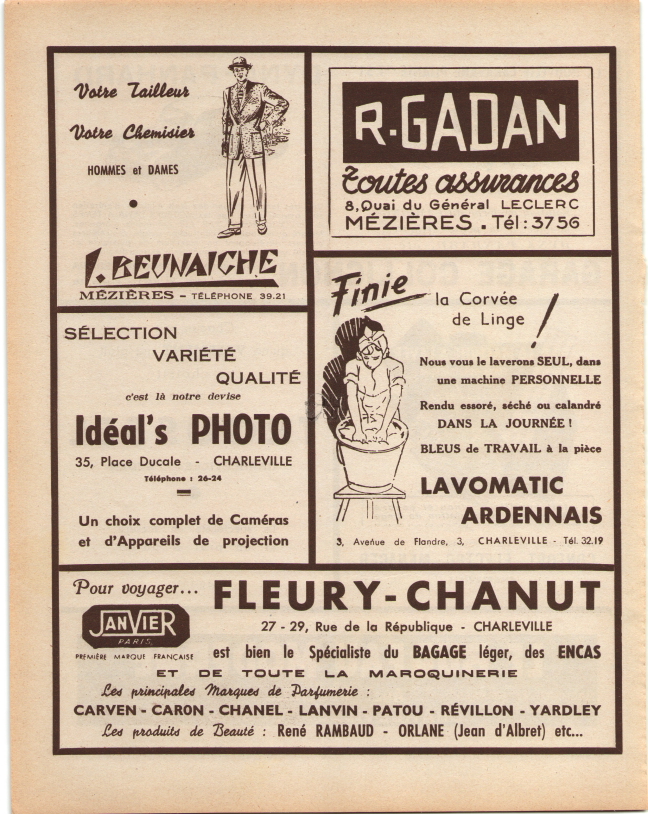 Votre Tailleur
Votre Chemisier
HOMMES et DAMES
I. BEUNAICHE
MÉZIÈRES - TÉLÉPHONE 39.21
R. GADAN
Toutes assurances
8, Quai du Général LECLERC
MÉZIÈRES. Tél: 3756
SÉLECTION
VARIÉTÉ
QUALITÉ
c'est là notre devise
Idéal's PHOTO
35, Place Ducale - CHARLEVILLE
Téléphone : 26-24
Un choix complet de Caméras
et d'Appareils de projection
Finie
la Corvée
de Linge !
Nous vous le laverons SEUL, dans
une machine PERSONNELLE
Rendu essoré, séché ou calandré
DANS LA JOURNÉE !
BLEUS de TRAVAIL à la pièce
LAVOMATIC
ARDENNAIS
3, Avenue de Flandre, 3, CHARLEVILLE - Tél. 32.19
Pour voyager...
JANVIER
PARIS.
PREMIÈRE MARQUE FRANÇAISE
FLEURY-CHANUT
27 - 29, Rue de la République - CHARLEVILLE
est bien le Spécialiste du BAGAGE léger, des ENCAS
ET DE TOUTE LA MAROQUINERIE
Les principales Marques de Parfumerie :
CARVEN - CARON - CHANEL - LANVIN - PATOU - RÉVILLON - YARDLEY
Les produits de Beauté : René RAMBAUD - ORLANE (Jean d'Albret) etc...